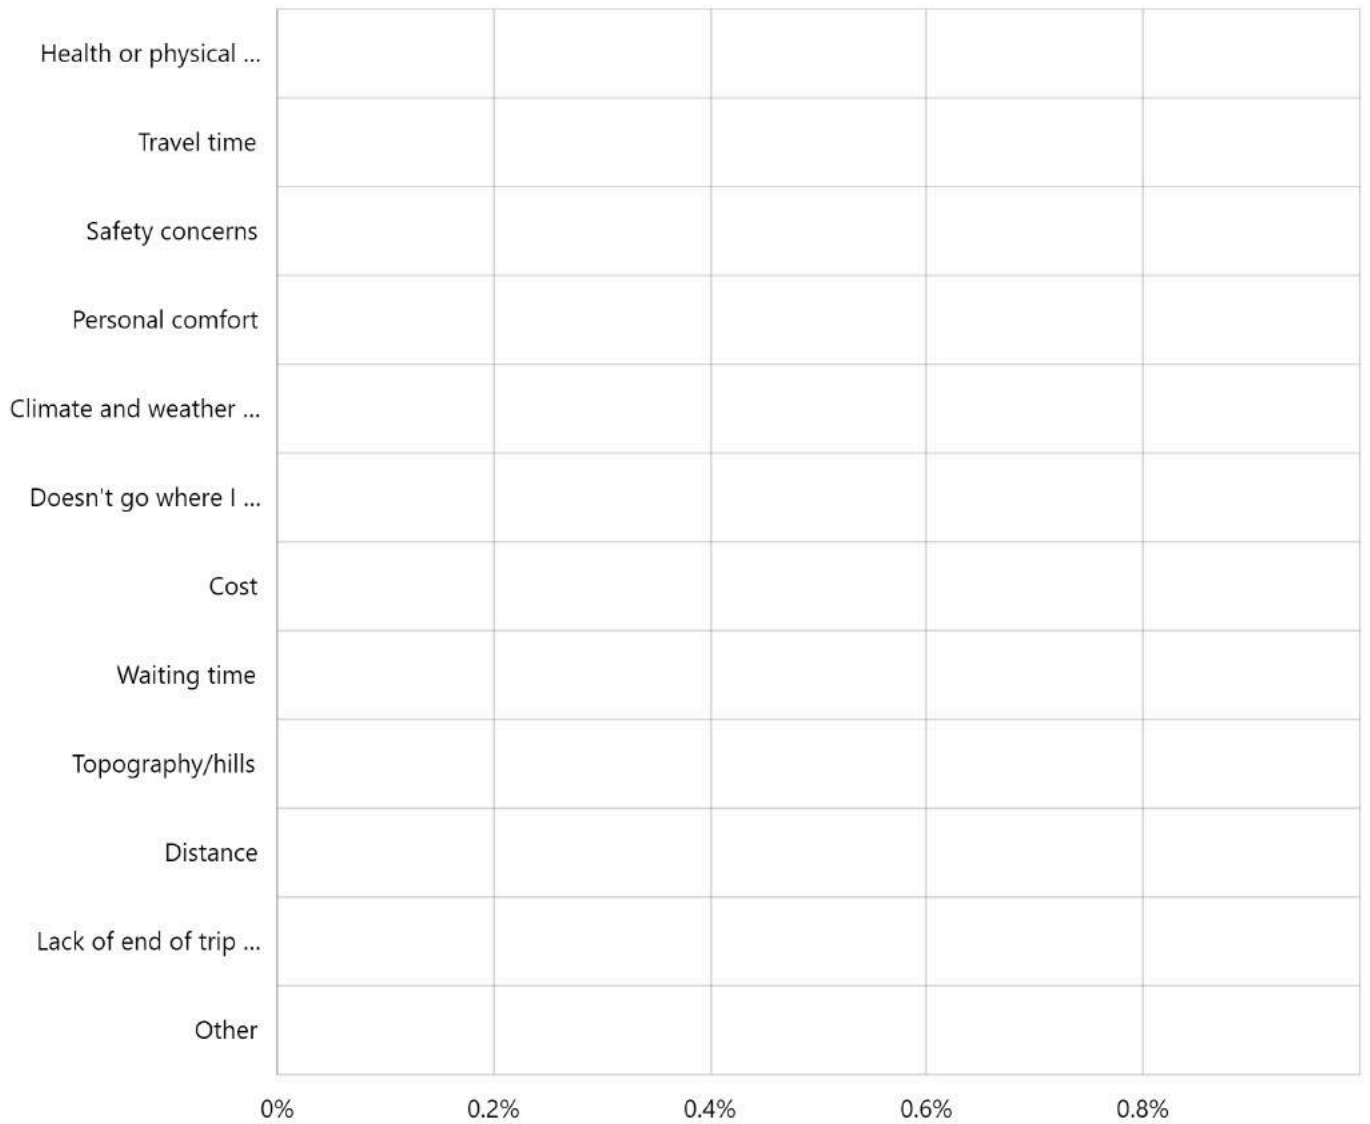 Health or physical ...
Travel time
Safety concerns
Personal comfort
Climate and weather ...
Doesn't go where I ...
Cost
Waiting time
Topography/hills
Distance
Lack of end of trip ...
Other
0% 0.2% 0.4% 0.6% 0.8%